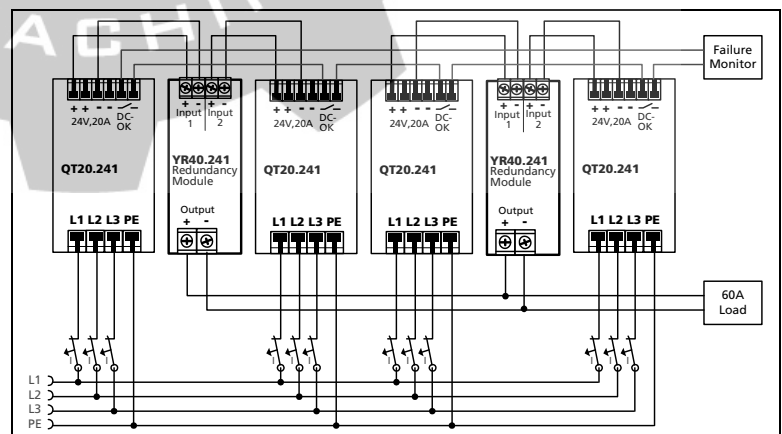 ACHI
Failure
Monitor
+ + - -
24V,20A
DC-
OK
QT20.241
L1 L2 L3 PE
+ - + -
Input
1
Input
2
YR40.241
Redundancy
Module
Output
+ -
+ + - -
24V,20A
DC-
OK
QT20.241
L1 L2 L3 PE
+ + - -
24V,20A
DC-
OK
QT20.241
L1 L2 L3 PE
+ - + -
Input
1
Input
2
YR40.241
Redundancy
Module
Output
+ -
+ + - -
24V,20A
DC-
OK
QT20.241
L1 L2 L3 PE
60A
Load
I I I
I I I
I I I
I I I
L1
L2
L3
PE